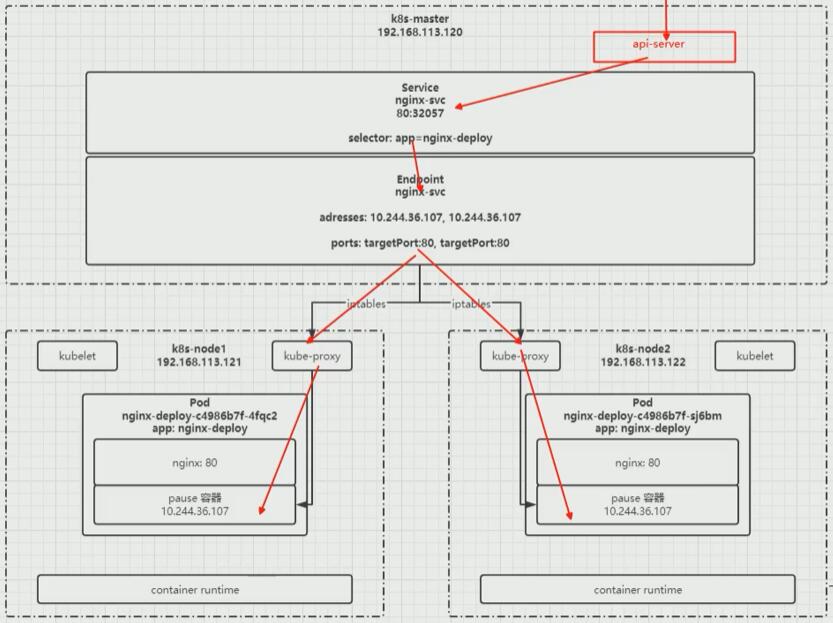 k8s-master
192.168.113.120
api-server
Service
nginx-svc
80:32057
selector: app=nginx-deploy
Endpoint
nginx-svc
adresses: 10.244.36.107, 10.244.36.107
ports: targetPort:80, targetPort:80
iptables
iptables
kubelet
k8s-node1
192.168.113.121
kube-proxy
Pod
nginx-deploy-c4986b7f-4fqc2
app: nginx-deploy
nginx: 80
pause 容器
10.244.36.107
container runtime
kube-proxy
k8s-node2
192.168.113.122
kubelet
Pod
nginx-deploy-c4986b7f-sj6bm
app: nginx-deploy
nginx: 80
pause 容器
10.244.36.107
container runtime